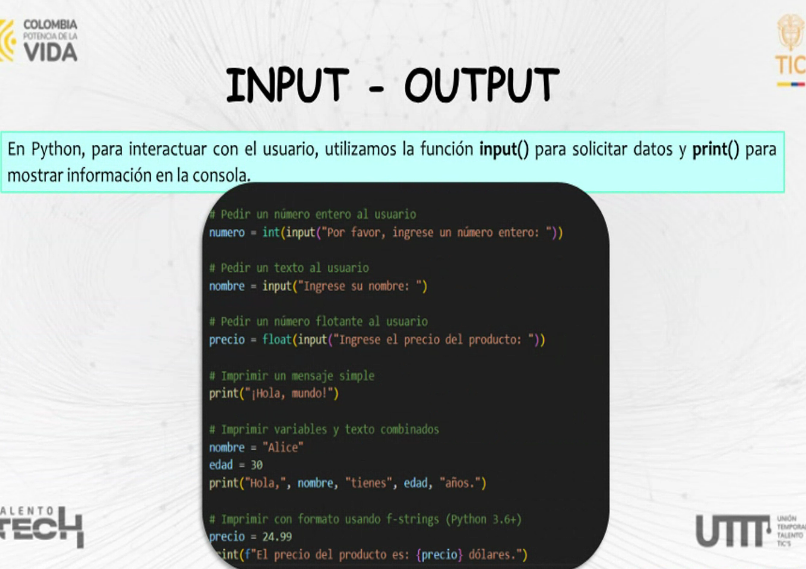 COLOMBIA
POTENCIA DE LA
VIDA
TIC
INPUT - OUTPUT
En Python, para interactuar con el usuario, utilizamos la función input() para solicitar datos y print() para
mostrar información en la consola.
# Pedir un número entero al usuario
numero = int(input("Por favor, ingrese un número entero: "))
# Pedir un texto al usuario
nombre = input("Ingrese su nombre: ")
# Pedir un número flotante al usuario
precio = float(input("Ingrese el precio del producto: "))
# Imprimir un mensaje simple
print("¡Hola, mundo!")
# Imprimir variables y texto combinados
nombre = "Alice"
edad = 30
print("Hola,", nombre, "tienes", edad, "años.")
# Imprimir con formato usando f-strings (Python 3.6+)
precio = 24.99
rint(f"El precio del producto es: {precio} dólares.")
ALENTO
TECH
UTTT
UNIÓN
TEMPORAL
TALENTO
TIC'S